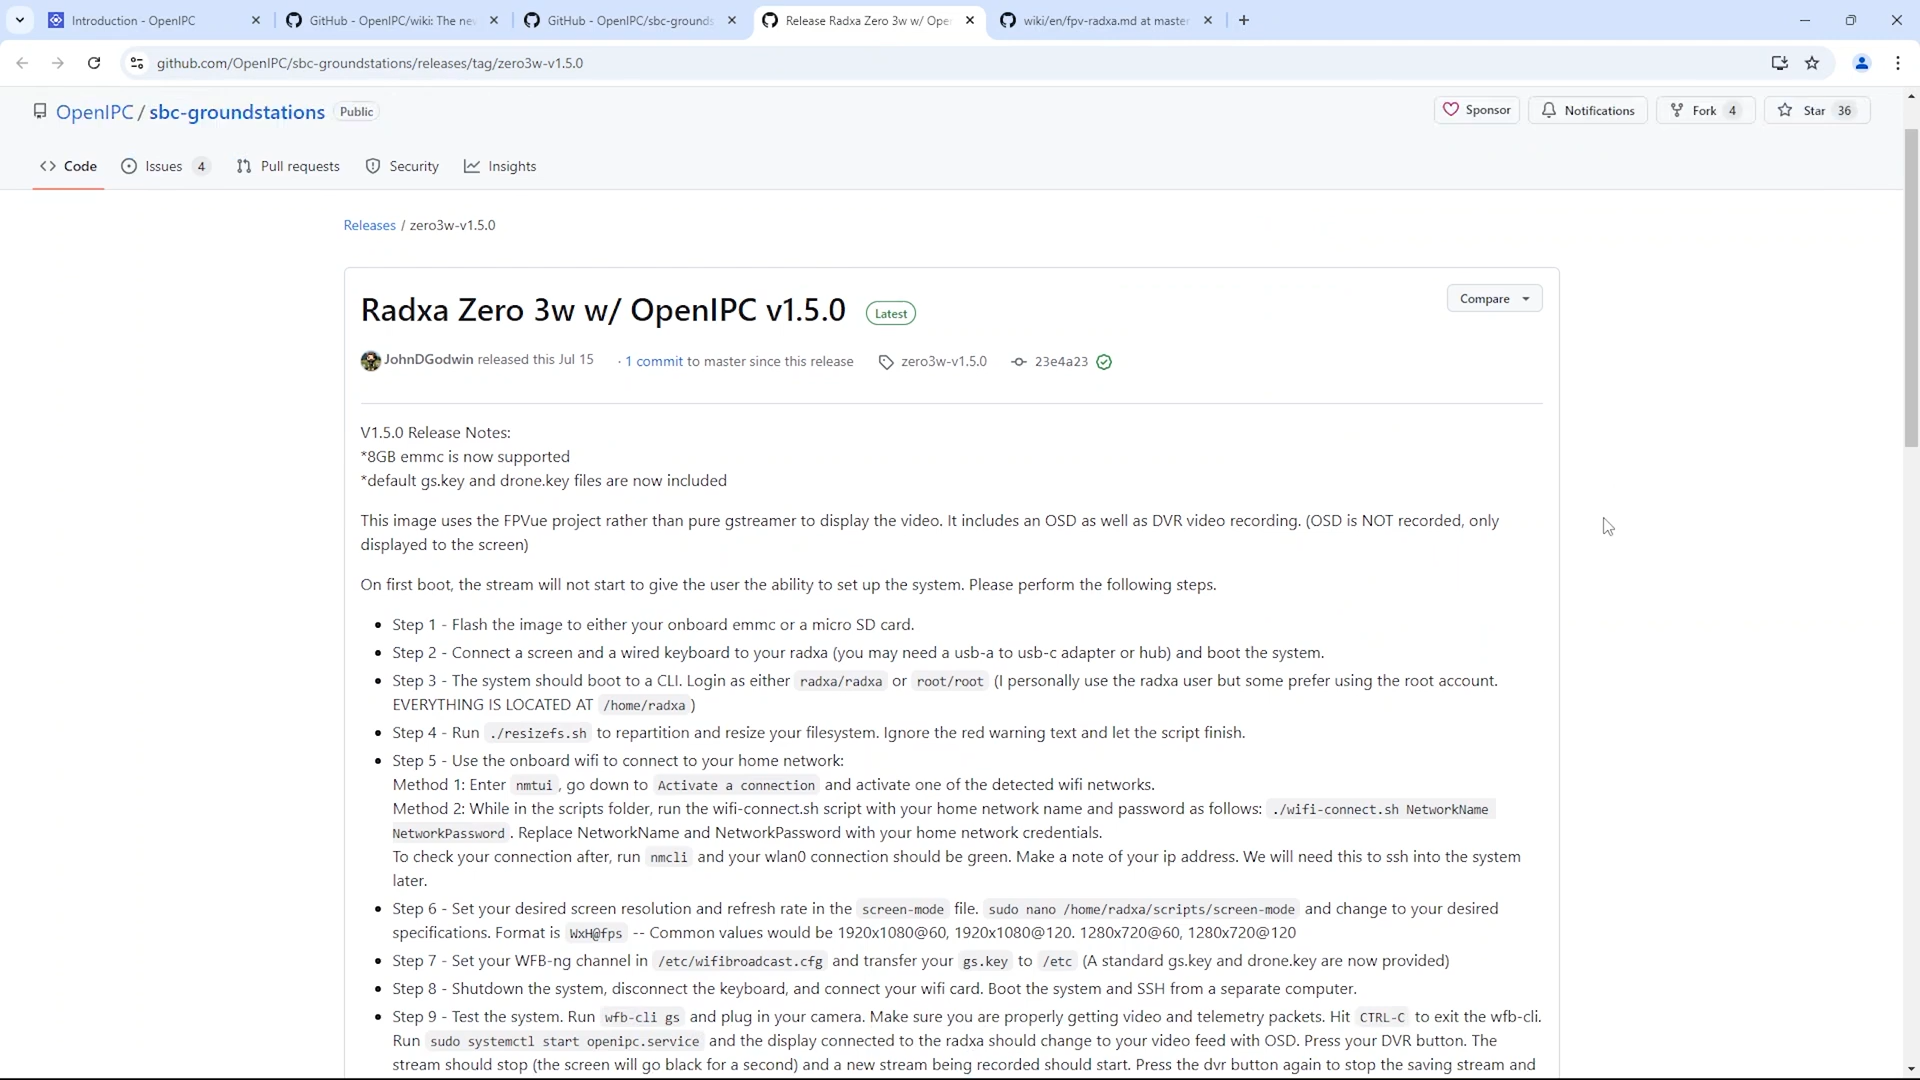 Introduction - OpenIPC
GitHub - OpenIPC/wiki: The ne
GitHub - OpenIPC/sbc-grounds
Release Radxa Zero 3w w/ Ope
wiki/en/fpv-radxa.md at master
github.com/OpenIPC/sbc-groundstations/releases/tag/zero3w-v1.5.0
OpenIPC / sbc-groundstations Public
Sponsor Notifications Fork 4 Star 36
Code Issues 4 Pull requests Security Insights
Releases / zero3w-v1.5.0
Radxa Zero 3w w/ OpenIPC v1.5.0 Latest
Compare
JohnDGodwin released this Jul 15 · 1 commit to master since this release zero3w-v1.5.0 23e4a23
V1.5.0 Release Notes:
*8GB emmc is now supported
*default gs.key and drone.key files are now included
This image uses the FPVue project rather than pure gstreamer to display the video. It includes an OSD as well as DVR video recording. (OSD is NOT recorded, only
displayed to the screen)
On first boot, the stream will not start to give the user the ability to set up the system. Please perform the following steps.
• Step 1 - Flash the image to either your onboard emmc or a micro SD card.
• Step 2 - Connect a screen and a wired keyboard to your radxa (you may need a usb-a to usb-c adapter or hub) and boot the system.
• Step 3 - The system should boot to a CLI. Login as either radxa/radxa or root/root (I personally use the radxa user but some prefer using the root account.
EVERYTHING IS LOCATED AT /home/radxa )
• Step 4 - Run ./resizefs.sh to repartition and resize your filesystem. Ignore the red warning text and let the script finish.
• Step 5 - Use the onboard wifi to connect to your home network:
Method 1: Enter nmtui , go down to Activate a connection and activate one of the detected wifi networks.
Method 2: While in the scripts folder, run the wifi-connect.sh script with your home network name and password as follows: ./wifi-connect.sh NetworkName
NetworkPassword . Replace NetworkName and NetworkPassword with your home network credentials.
To check your connection after, run nmcli and your wlan0 connection should be green. Make a note of your ip address. We will need this to ssh into the system
later.
• Step 6 - Set your desired screen resolution and refresh rate in the screen-mode file. sudo nano /home/radxa/scripts/screen-mode and change to your desired
specifications. Format is WxH@fps -- Common values would be 1920x1080@60, 1920x1080@120. 1280x720@60, 1280x720@120
• Step 7 - Set your WFB-ng channel in /etc/wifibroadcast.cfg and transfer your gs.key to /etc (A standard gs.key and drone.key are now provided)
• Step 8 - Shutdown the system, disconnect the keyboard, and connect your wifi card. Boot the system and SSH from a separate computer.
• Step 9 - Test the system. Run wfb-cli gs and plug in your camera. Make sure you are properly getting video and telemetry packets. Hit CTRL-C to exit the wfb-cli.
Run sudo systemctl start openipc.service and the display connected to the radxa should change to your video feed with OSD. Press your DVR button. The
stream should stop (the screen will go black for a second) and a new stream being recorded should start. Press the dvr button again to stop the saving stream and